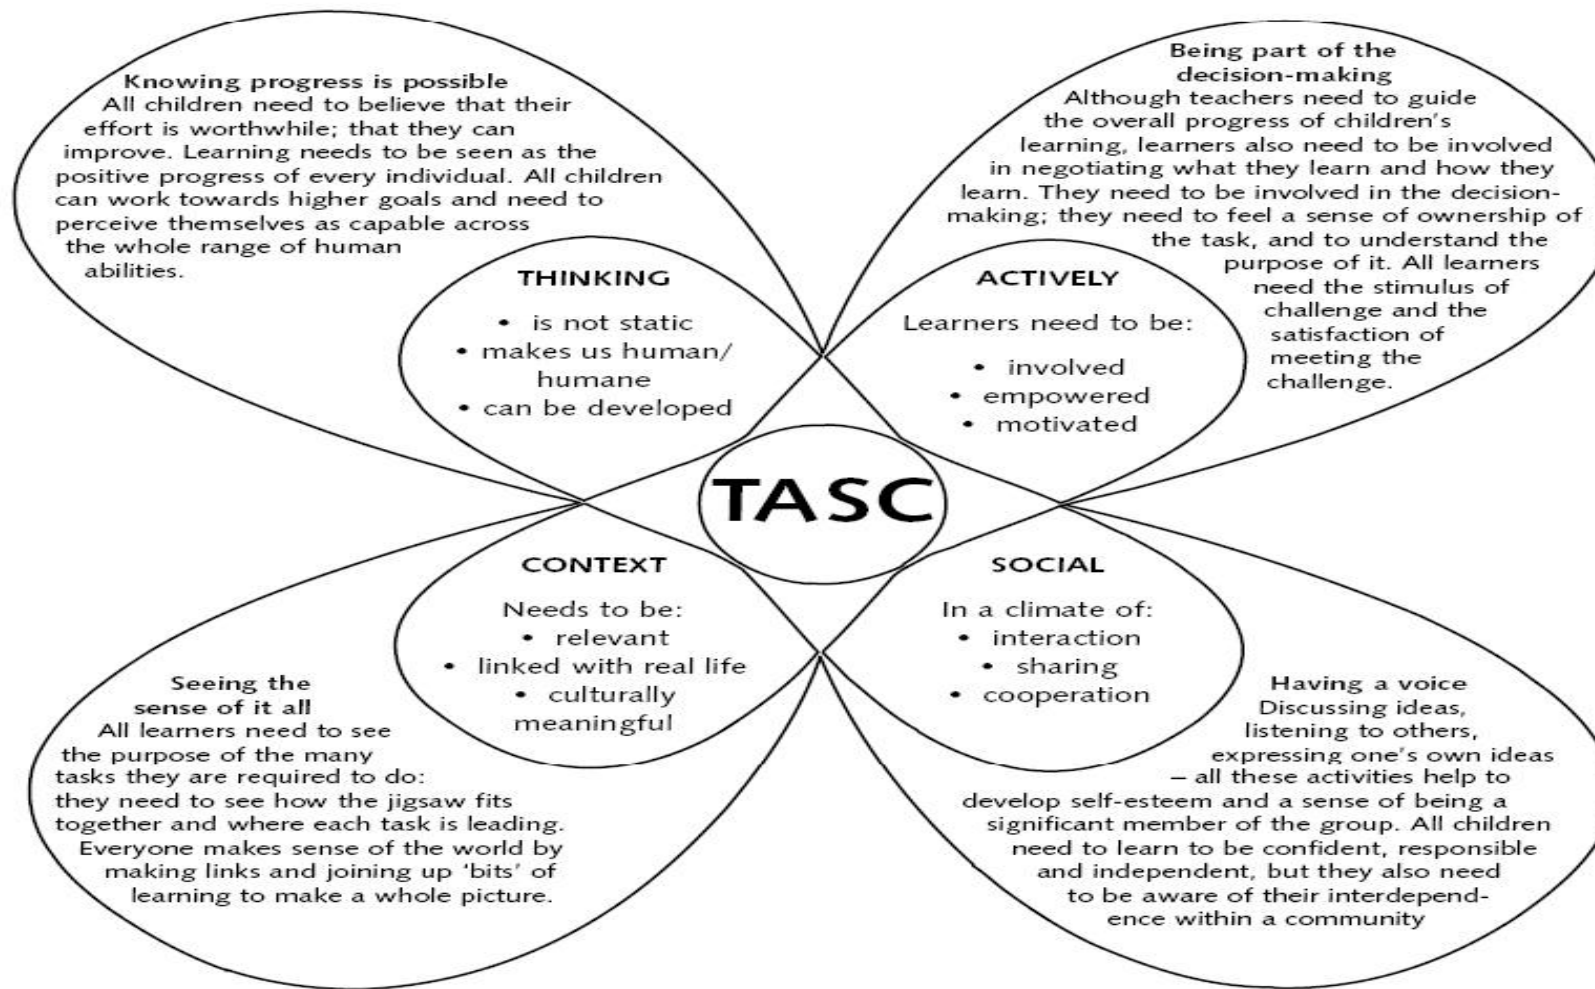 Knowing progress is possible
All children need to believe that their
effort is worthwhile; that they can
improve. Learning needs to be seen as the
positive progress of every individual. All children
can work towards higher goals and need to
perceive themselves as capable across
the whole range of human
abilities.
THINKING
• is not static
• makes us human/
humane
• can be developed
Being part of the
decision-making
Although teachers need to guide
the overall progress of children's
learning, learners also need to be involved
in negotiating what they learn and how they
learn. They need to be involved in the decision-
making; they need to feel a sense of ownership of
the task, and to understand the
purpose of it. All learners
need the stimulus of
challenge and the
satisfaction of
meeting the
challenge.
ACTIVELY
Learners need to be:
• involved
• empowered
• motivated
TASC
CONTEXT
Needs to be:
• relevant
• linked with real life
• culturally
meaningful
Seeing the
sense of it all
All learners need to see
the purpose of the many
tasks they are required to do:
they need to see how the jigsaw fits
together and where each task is leading.
Everyone makes sense of the world by
making links and joining up 'bits' of
learning to make a whole picture.
SOCIAL
In a climate of:
• interaction
• sharing
• cooperation
Having a voice
Discussing ideas,
listening to others,
expressing one's own ideas
– all these activities help to
develop self-esteem and a sense of being a
significant member of the group. All children
need to learn to be confident, responsible
and independent, but they also need
to be aware of their interdepend-
ence within a community